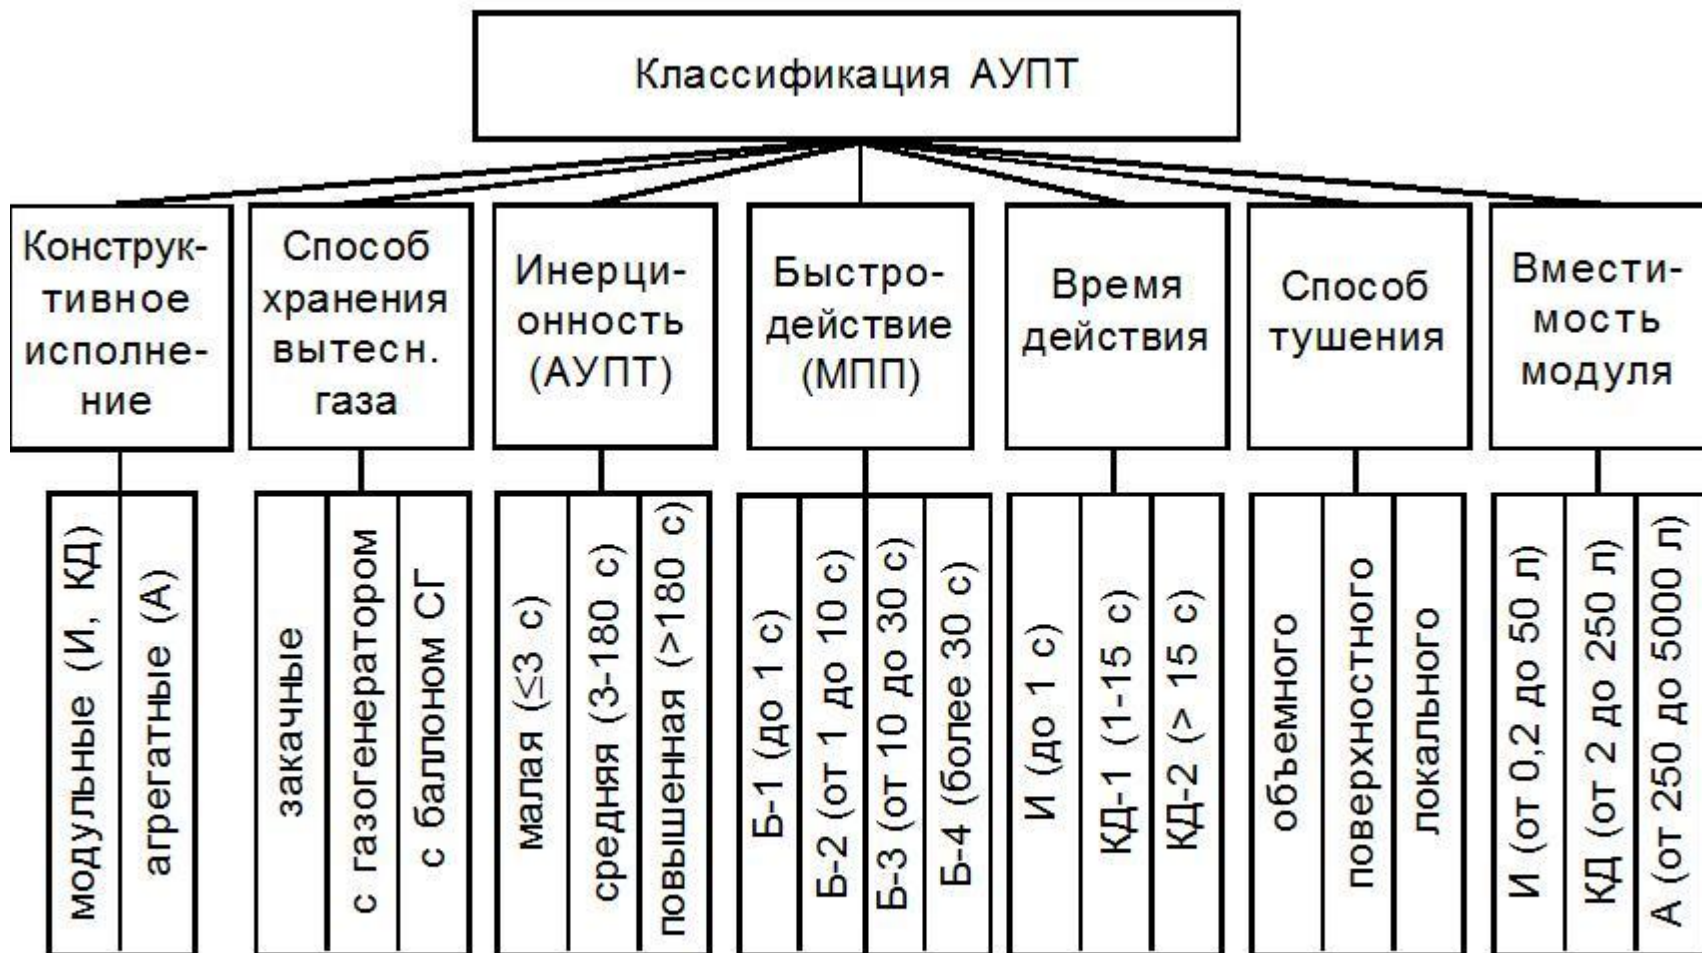 Классификация АУПТ
Конструк-
тивное
исполне-
ние
Способ
хранения
вытесн.
газа
Инерци-
онность
(АУПТ)
Быстро-
действие
(МПП)
Время
действия
Способ
тушения
Вмести-
мость
модуля
модульные (И, КД)
агрегатные (А)
закачные
с газогенератором
с баллоном СГ
малая (≤3 с)
средняя (3-180 с)
повышенная (>180 с)
Б-1 (до 1 с)
Б-2 (от 1 до 10 с)
Б-3 (от 10 до 30 с)
Б-4 (более 30 с)
И (до 1 с)
КД-1 (1-15 с)
КД-2 (> 15 с)
объемного
поверхностного
локального
И (от 0,2 до 50 л)
КД (от 2 до 250 л)
А (от 250 до 5000 л)